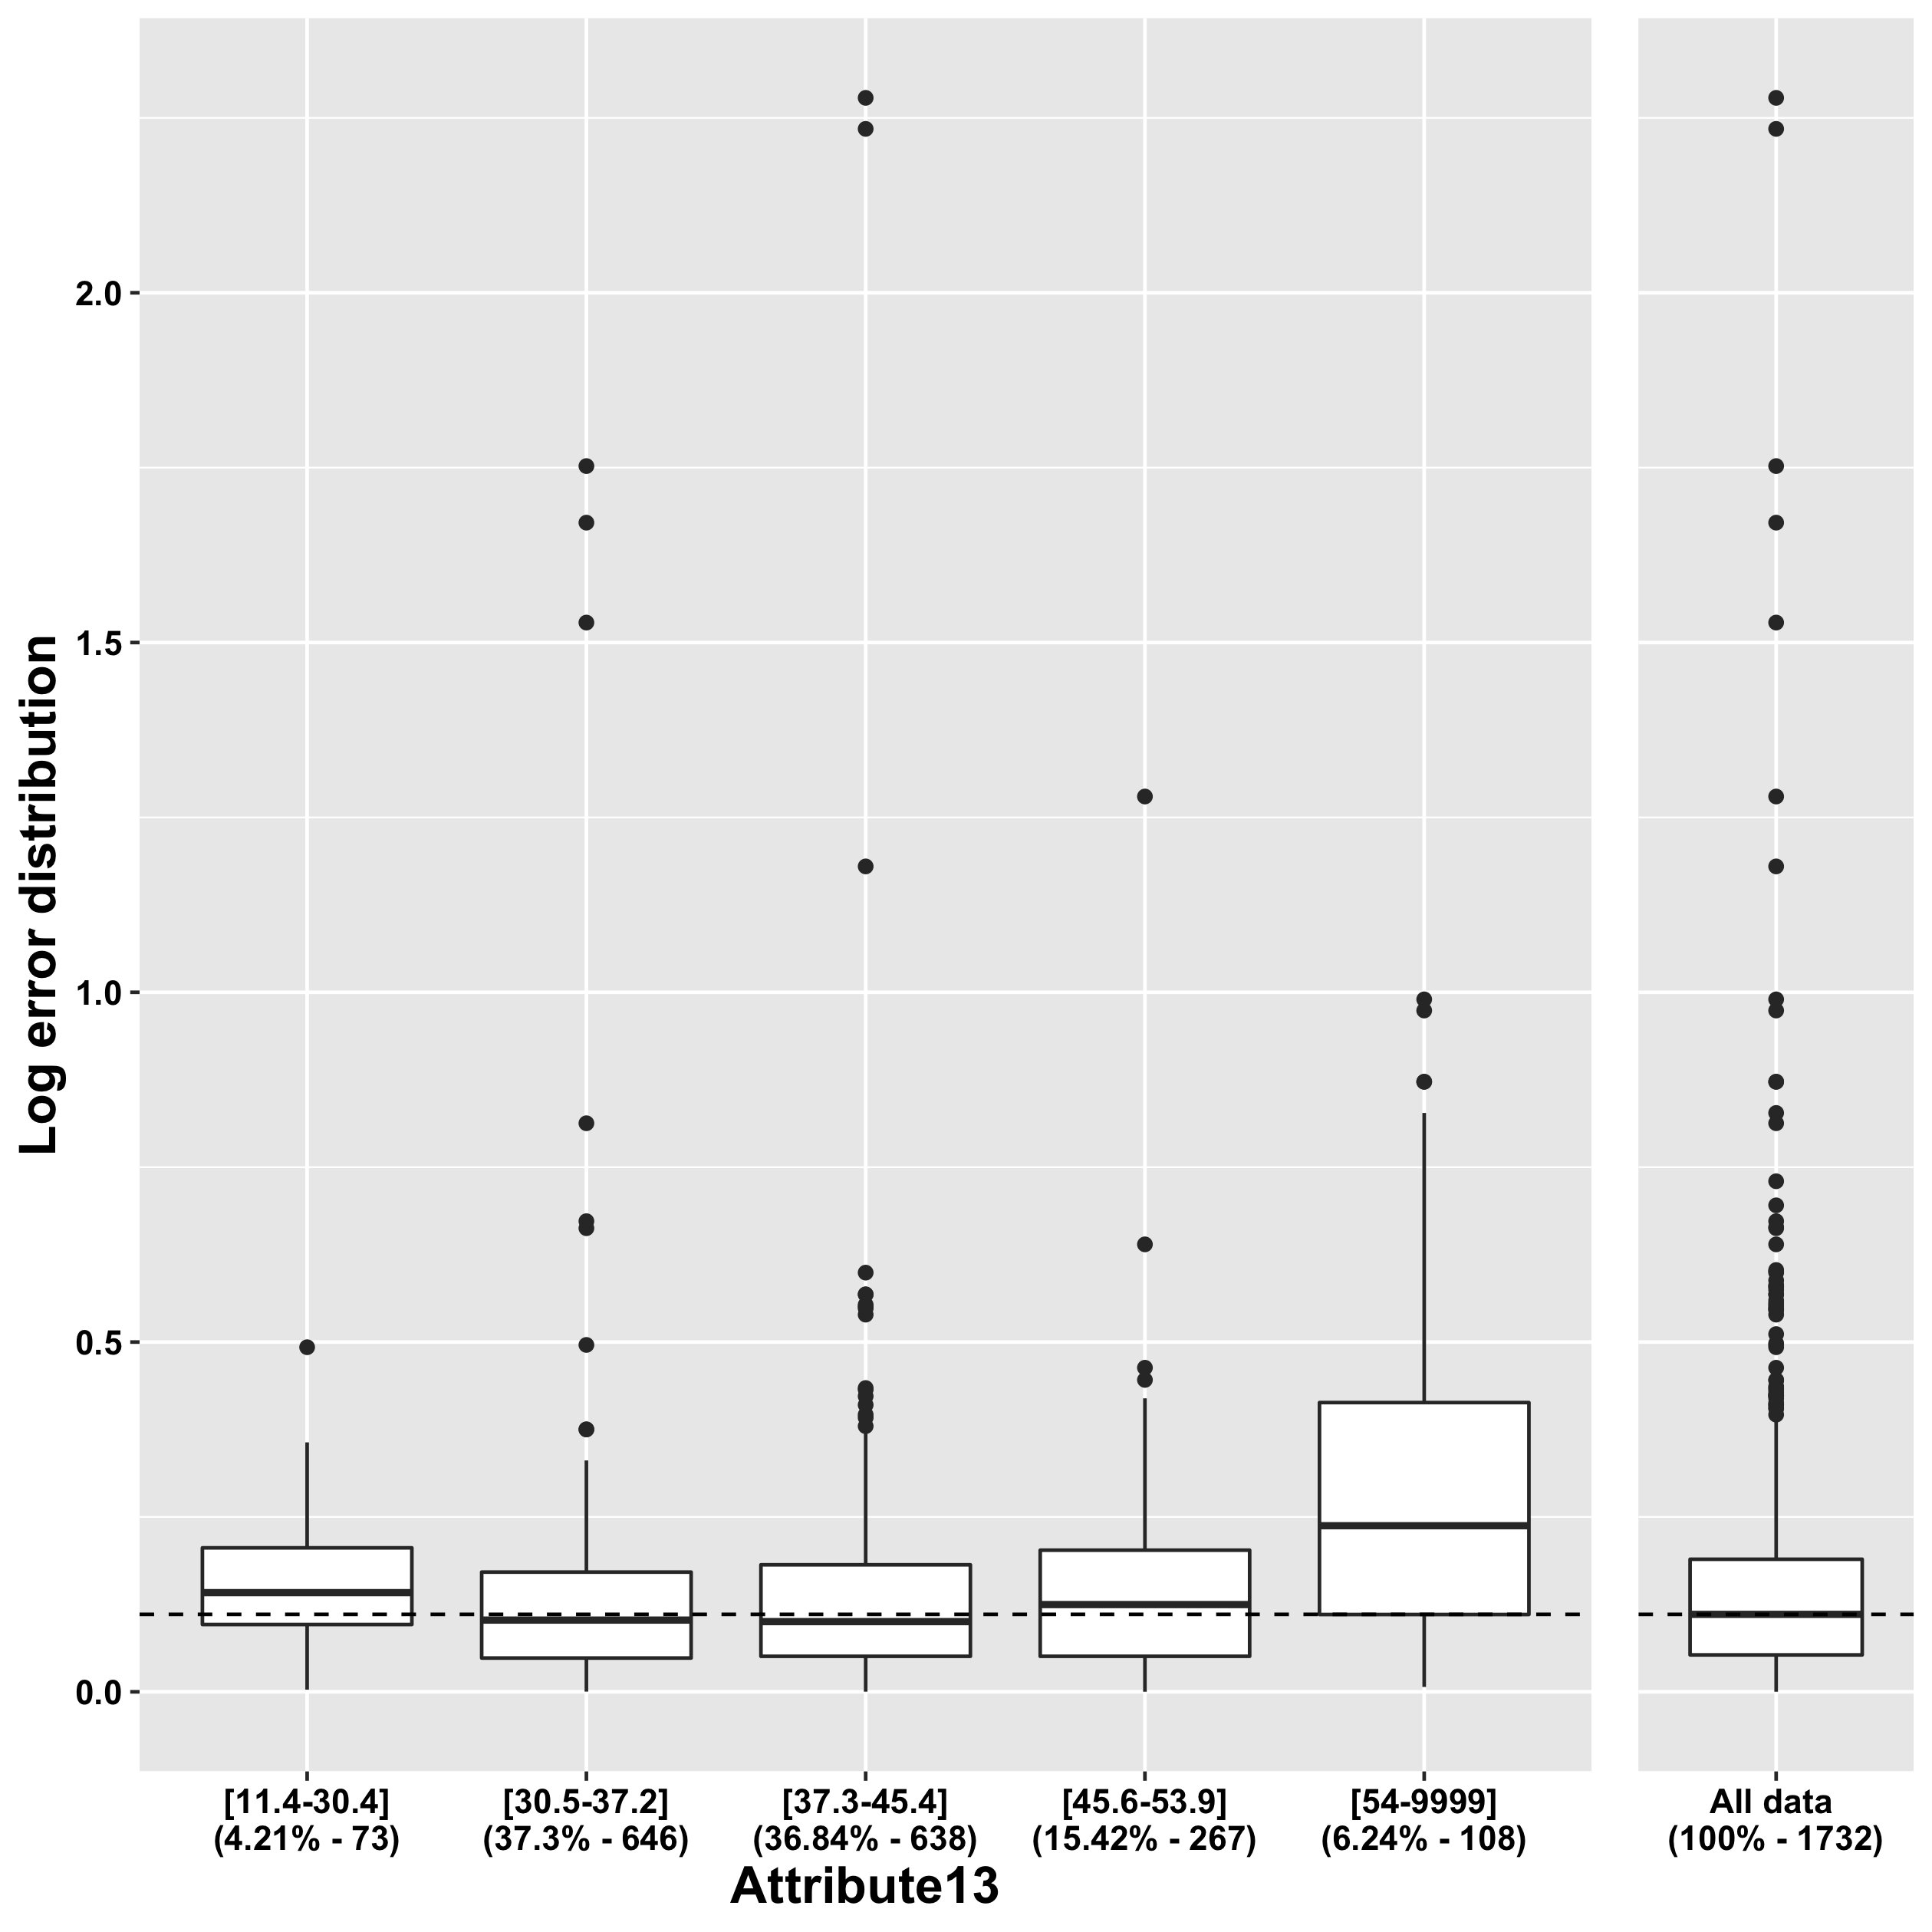 Log error distribution
2.0
1.5
1.0
0.5
0.0
[11.4-30.4] [30.5-37.2] [37.3-45.4] [45.6-53.9] [54-9999] All data
(4.21% - 73) (37.3% - 646) (36.84% - 638) (15.42% - 267) (6.24% - 108) (100% - 1732)
Attribute13